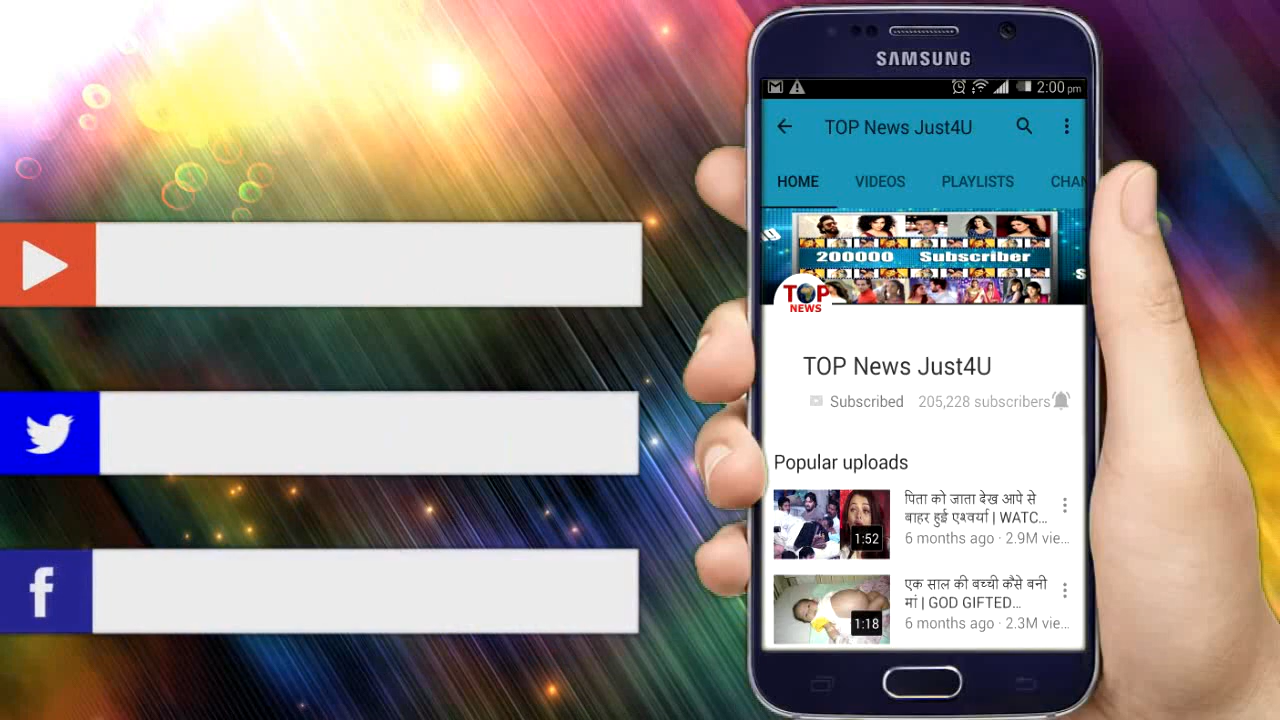 SAMSUNG
2:00 pm
TOP News Just4U
HOME VIDEOS PLAYLISTS CHAN
200000 Subscriber
TOP
NEWS
TOP News Just4U
Subscribed 205,228 subscribers
Popular uploads
पिता को जाता देख आपे से
बाहर हुई एश्वर्या | WATC...
1:52
6 months ago · 2.9M vie...
एक साल की बच्ची कैसे बनी
मां | GOD GIFTED...
1:18
6 months ago · 2.3M vie...